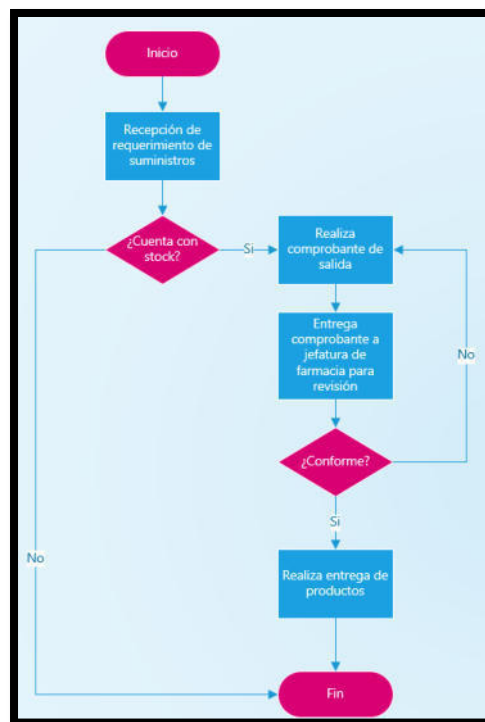 Inicio
Recepción de
requerimiento de
suministros
¿Cuenta con
stock?
Si
Realiza
comprobante de
salida
Entrega
comprobante a
jefatura de
farmacia para
revisión
No
¿Conforme?
Si
No
Realiza entrega de
productos
Fin